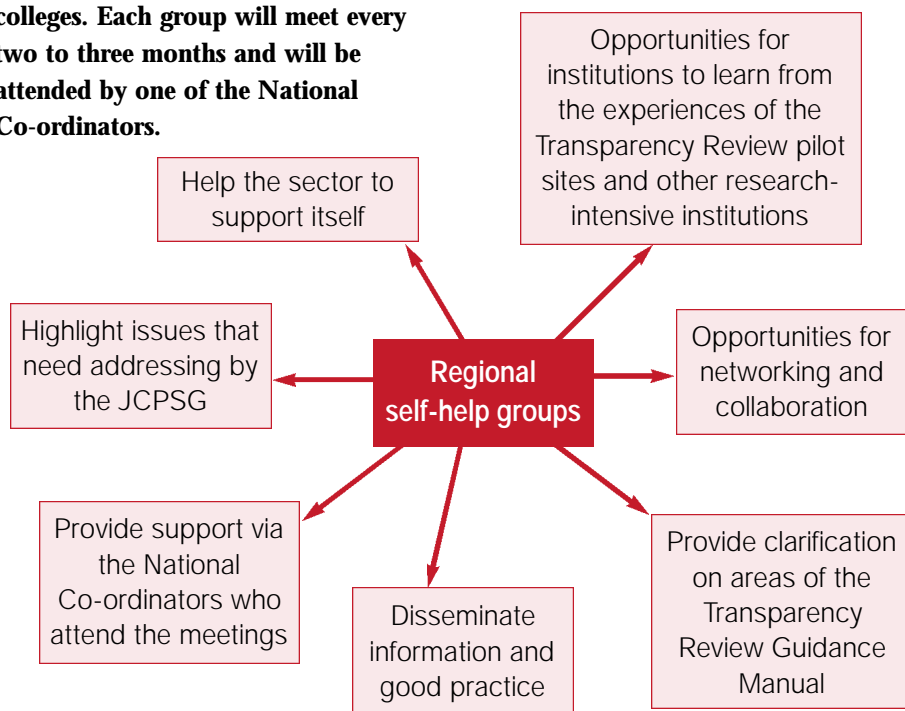 colleges. Each group will meet every
two to three months and will be
attended by one of the National
Co-ordinators.
Opportunities for
institutions to learn from
the experiences of the
Transparency Review pilot
sites and other research-
intensive institutions
Help the sector to
support itself
Highlight issues that
need addressing by
the JCPSG
Regional
self-help groups
Opportunities for
networking and
collaboration
Provide support via
the National
Co-ordinators who
attend the meetings
Disseminate
information and
good practice
Provide clarification
on areas of the
Transparency
Review Guidance
Manual